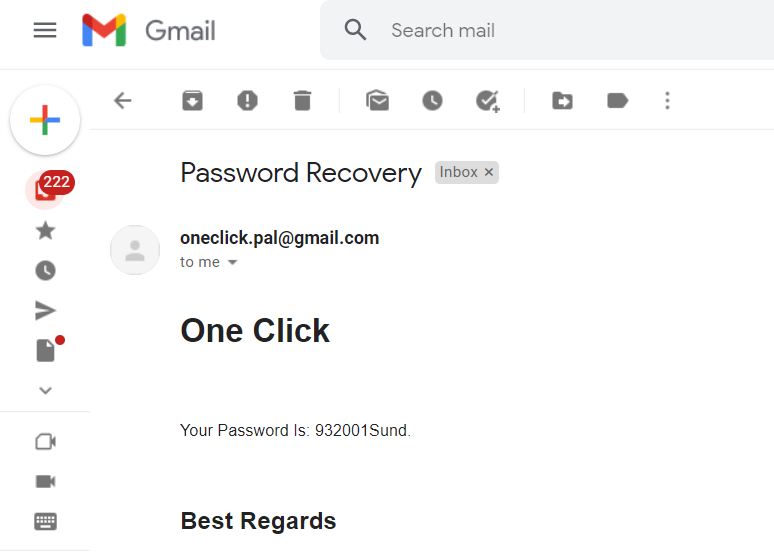 Gmail
Search mail
222
Password Recovery
Inbox ×
oneclick.pal@gmail.com
to me
One Click
Your Password Is: 932001Sund.
Best Regards